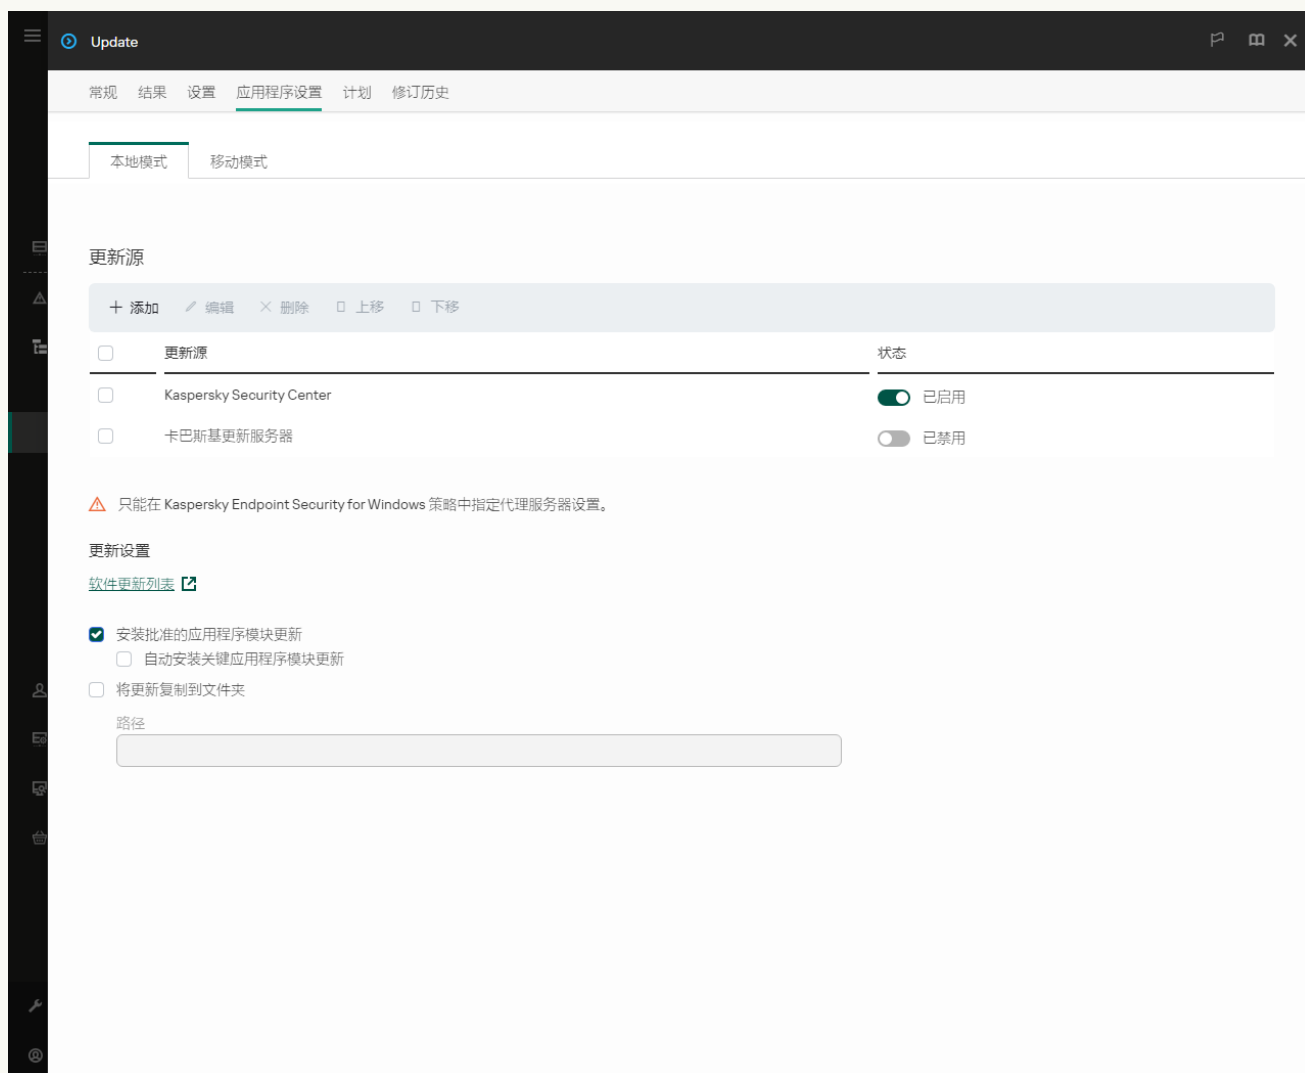 Update
常规 结果 设置 应用程序设置 计划 修订历史
本地模式 移动模式
更新源
添加 编辑 删除 上移 下移
更新源 状态
Kaspersky Security Center 已启用
卡巴斯基更新服务器 已禁用
只能在 Kaspersky Endpoint Security for Windows 策略中指定代理服务器设置。
更新设置
软件更新列表
安装批准的应用程序模块更新
自动安装关键应用程序模块更新
将更新复制到文件夹
路径